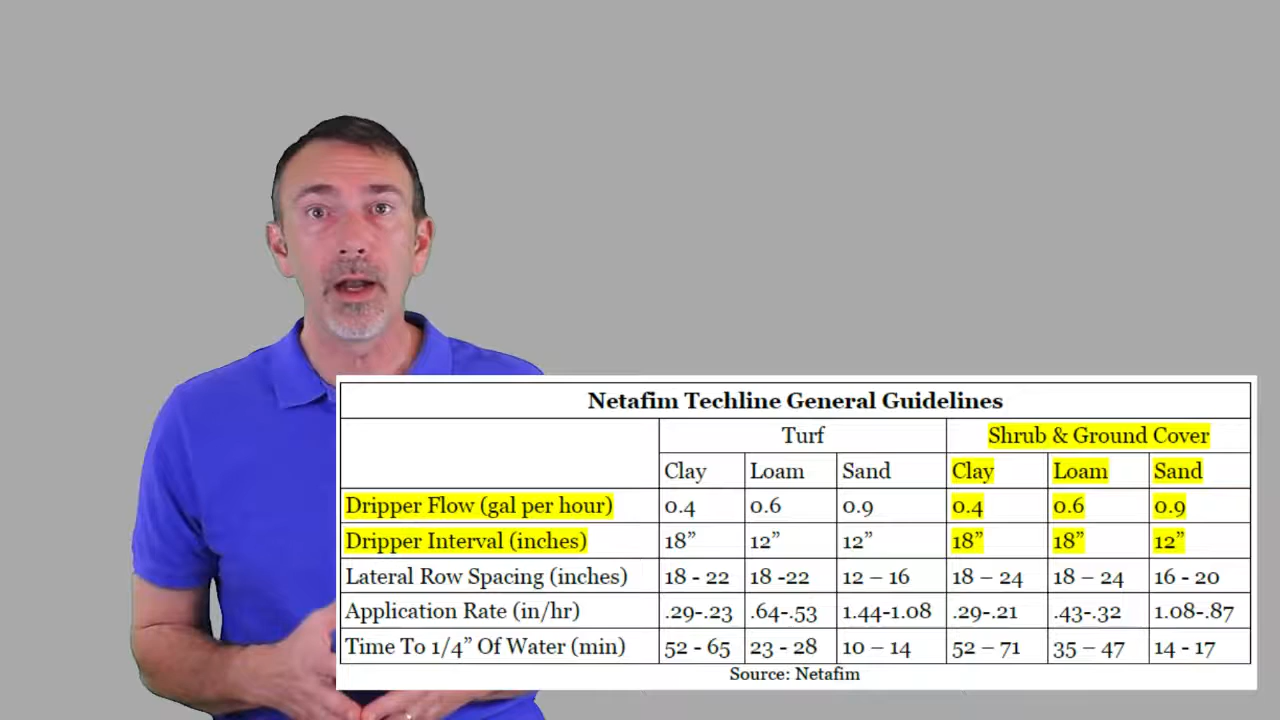 Netafim Techline General Guidelines
Turf Shrub & Ground Cover
Clay Loam Sand Clay Loam Sand
Dripper Flow (gal per hour) 0.4 0.6 0.9 0.4 0.6 0.9
Dripper Interval (inches) 18” 12” 12” 18” 18” 12”
Lateral Row Spacing (inches) 18 - 22 18 -22 12 – 16 18 – 24 18 – 24 16 - 20
Application Rate (in/hr) .29-.23 .64-.53 1.44-1.08 .29-.21 .43-.32 1.08-.87
Time To 1/4” Of Water (min) 52 - 65 23 - 28 10 – 14 52 – 71 35 – 47 14 - 17
Source: Netafim